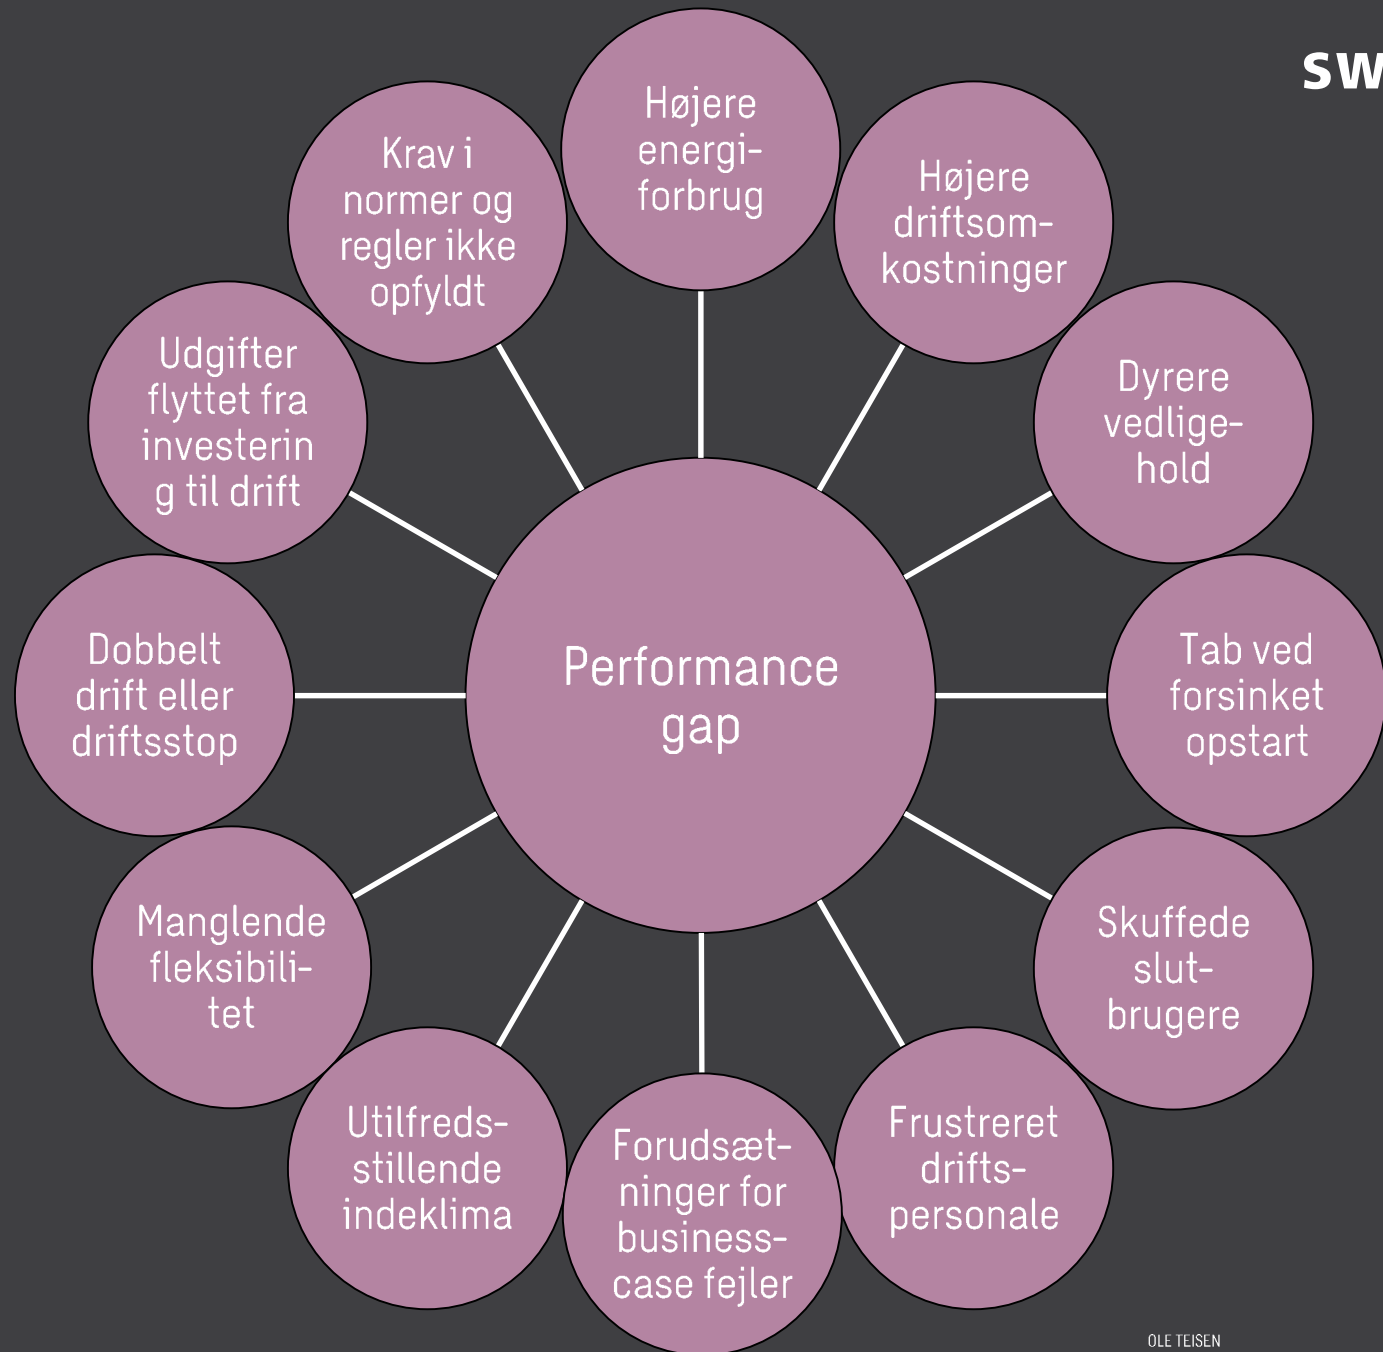 sw
Højere
energi-
forbrug
Højere
driftsom-
kostninger
Dyrere
vedlige-
hold
Tab ved
forsinket
opstart
Skuffede
slut-
brugere
Frustreret
drifts-
personale
Forudsæt-
ninger for
business-
case fejler
Utilfreds-
stillende
indeklima
Manglende
fleksibili-
tet
Dobbelt
drift eller
driftsstop
Udgifter
flyttet fra
investerin
g til drift
Krav i
normer og
regler ikke
opfyldt
Performance
gap
OLE TEISEN